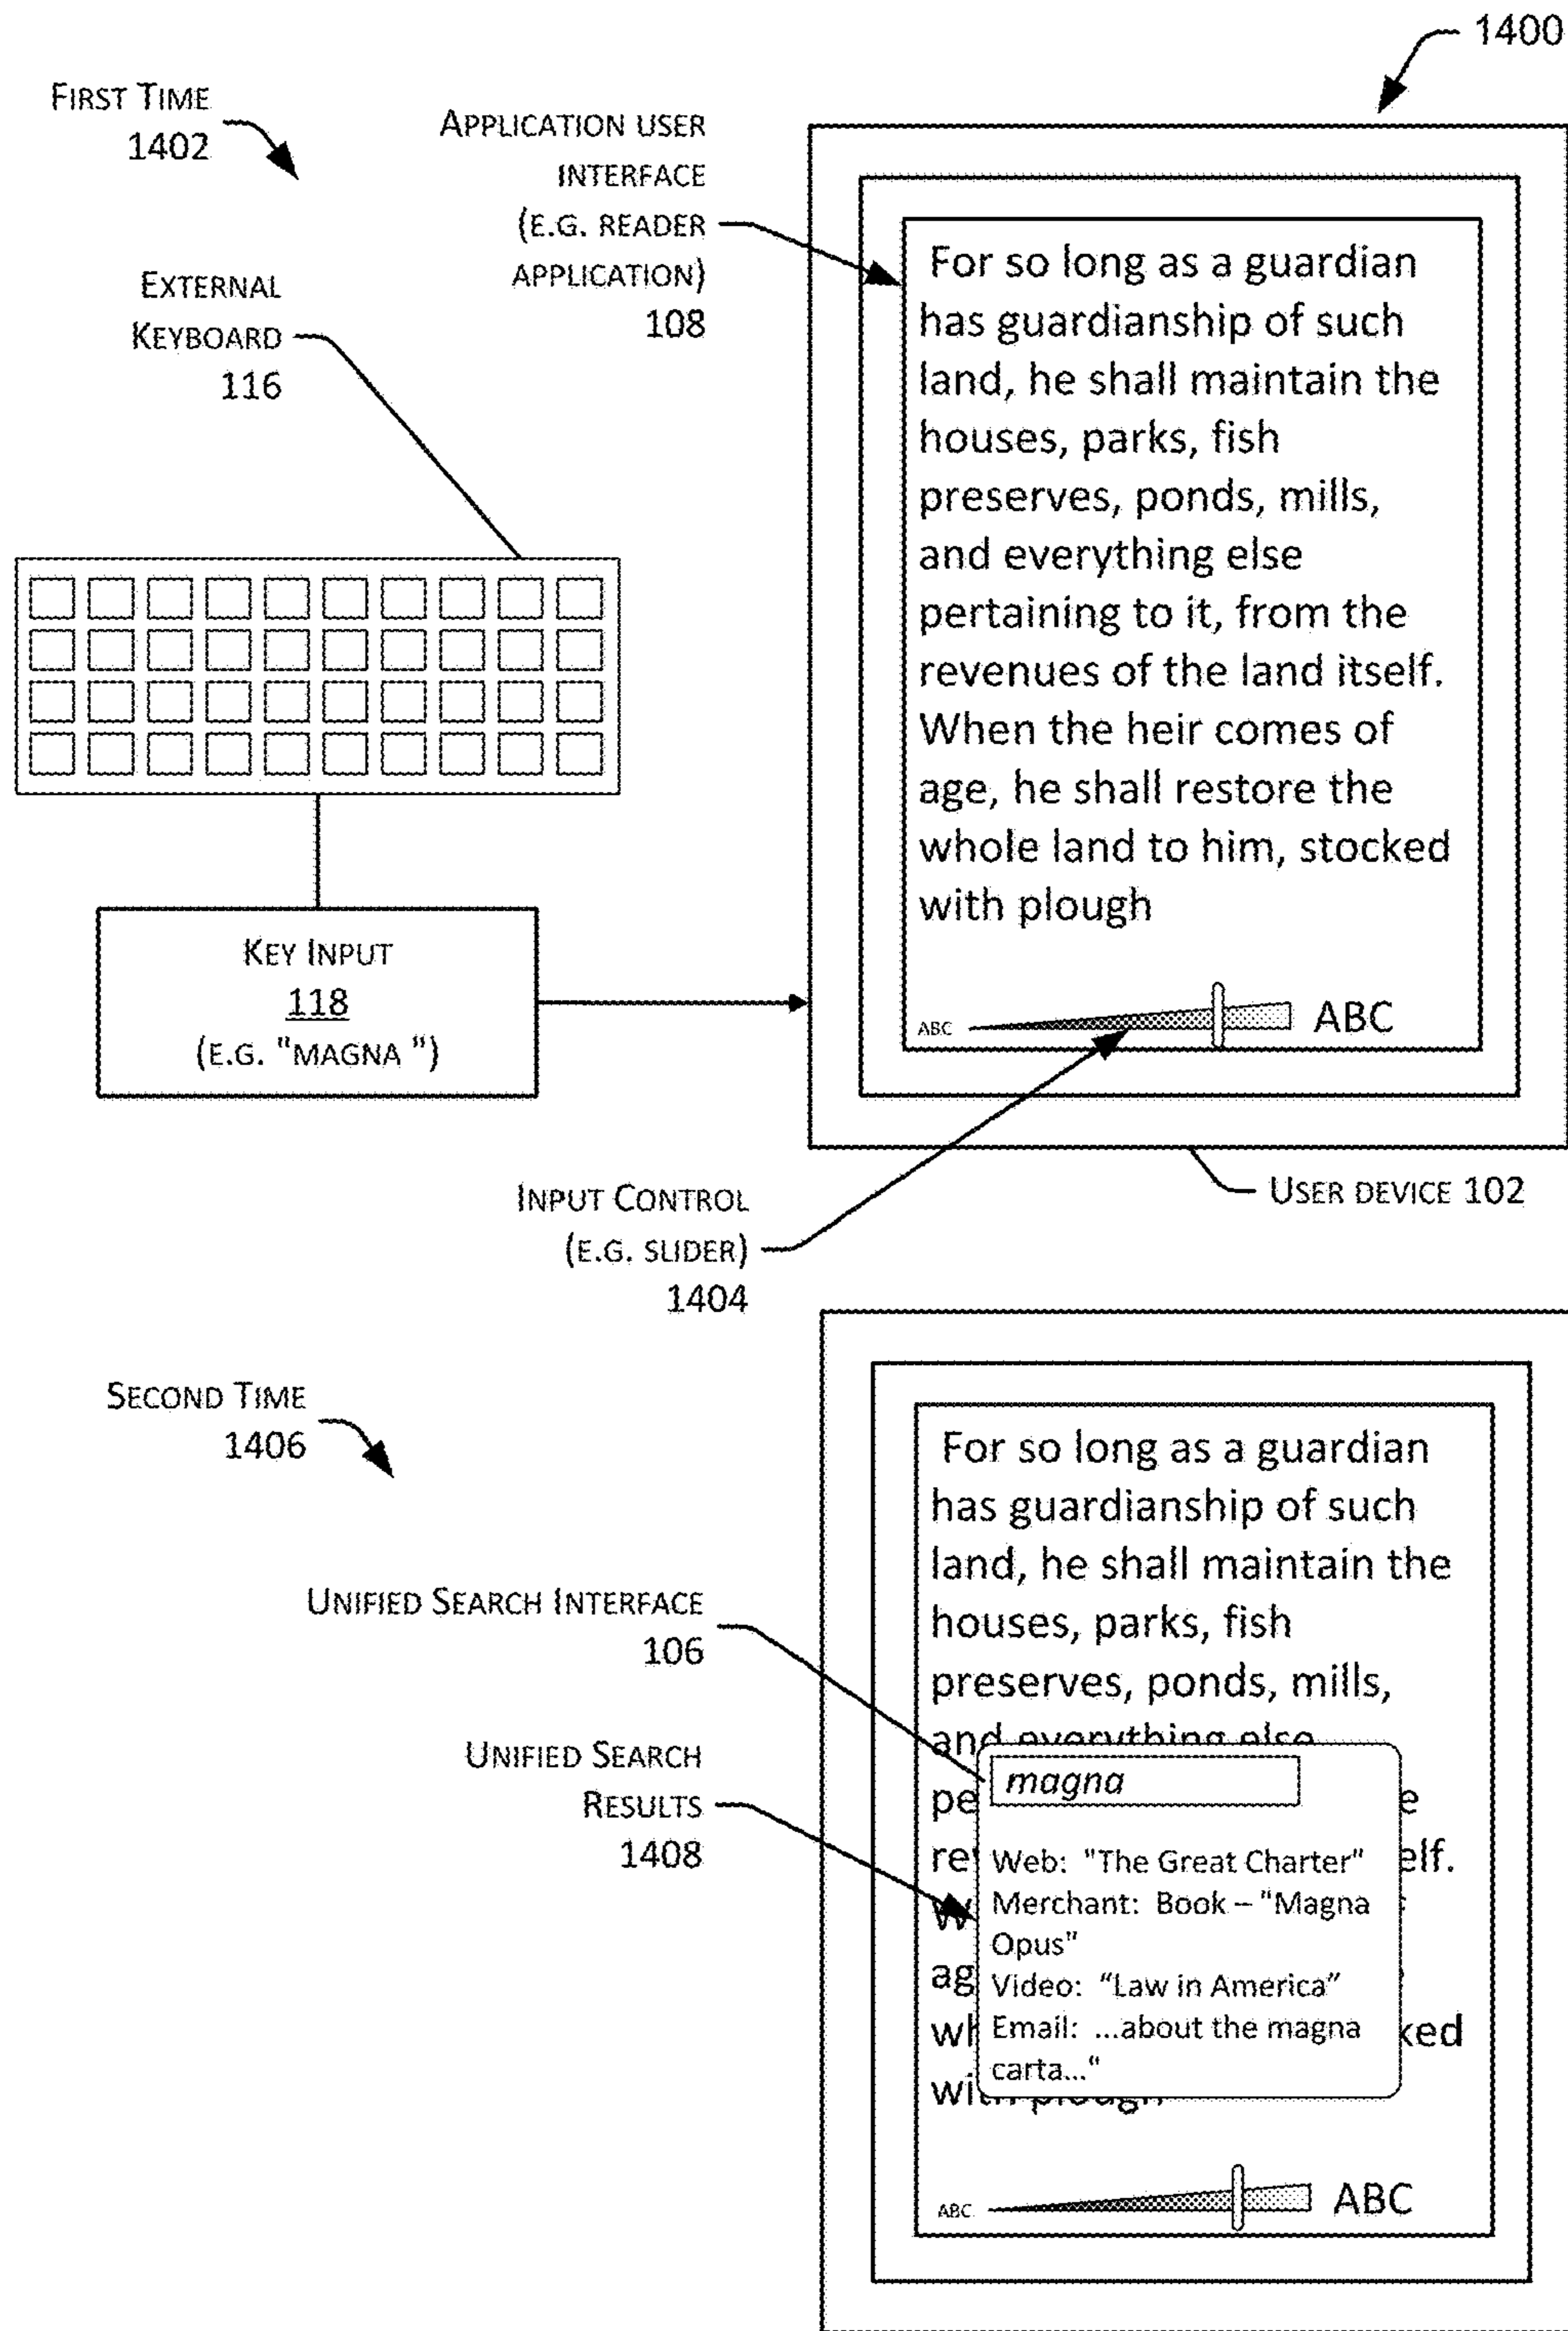 1400
FIRST TIME
1402
APPLICATION USER
INTERFACE
(E.G. READER
APPLICATION)
108
EXTERNAL
KEYBOARD
116
For so long as a guardian
has guardianship of such
land, he shall maintain the
houses, parks, fish
preserves, ponds, mills,
and everything else
pertaining to it, from the
revenues of the land itself.
When the heir comes of
age, he shall restore the
whole land to him, stocked
with plough
ABC ABC
KEY INPUT
118
(E.G. "MAGNA ")
INPUT CONTROL
(E.G. SLIDER)
1404
USER DEVICE 102
SECOND TIME
1406
UNIFIED SEARCH INTERFACE
106
UNIFIED SEARCH
RESULTS
1408
For so long as a guardian
has guardianship of such
land, he shall maintain the
houses, parks, fish
preserves, ponds, mills,
and everything else
magna
Web: "The Great Charter"
Merchant: Book – "Magna
Opus"
Video: "Law in America"
Email: ...about the magna
carta..."
with plough
ABC ABC